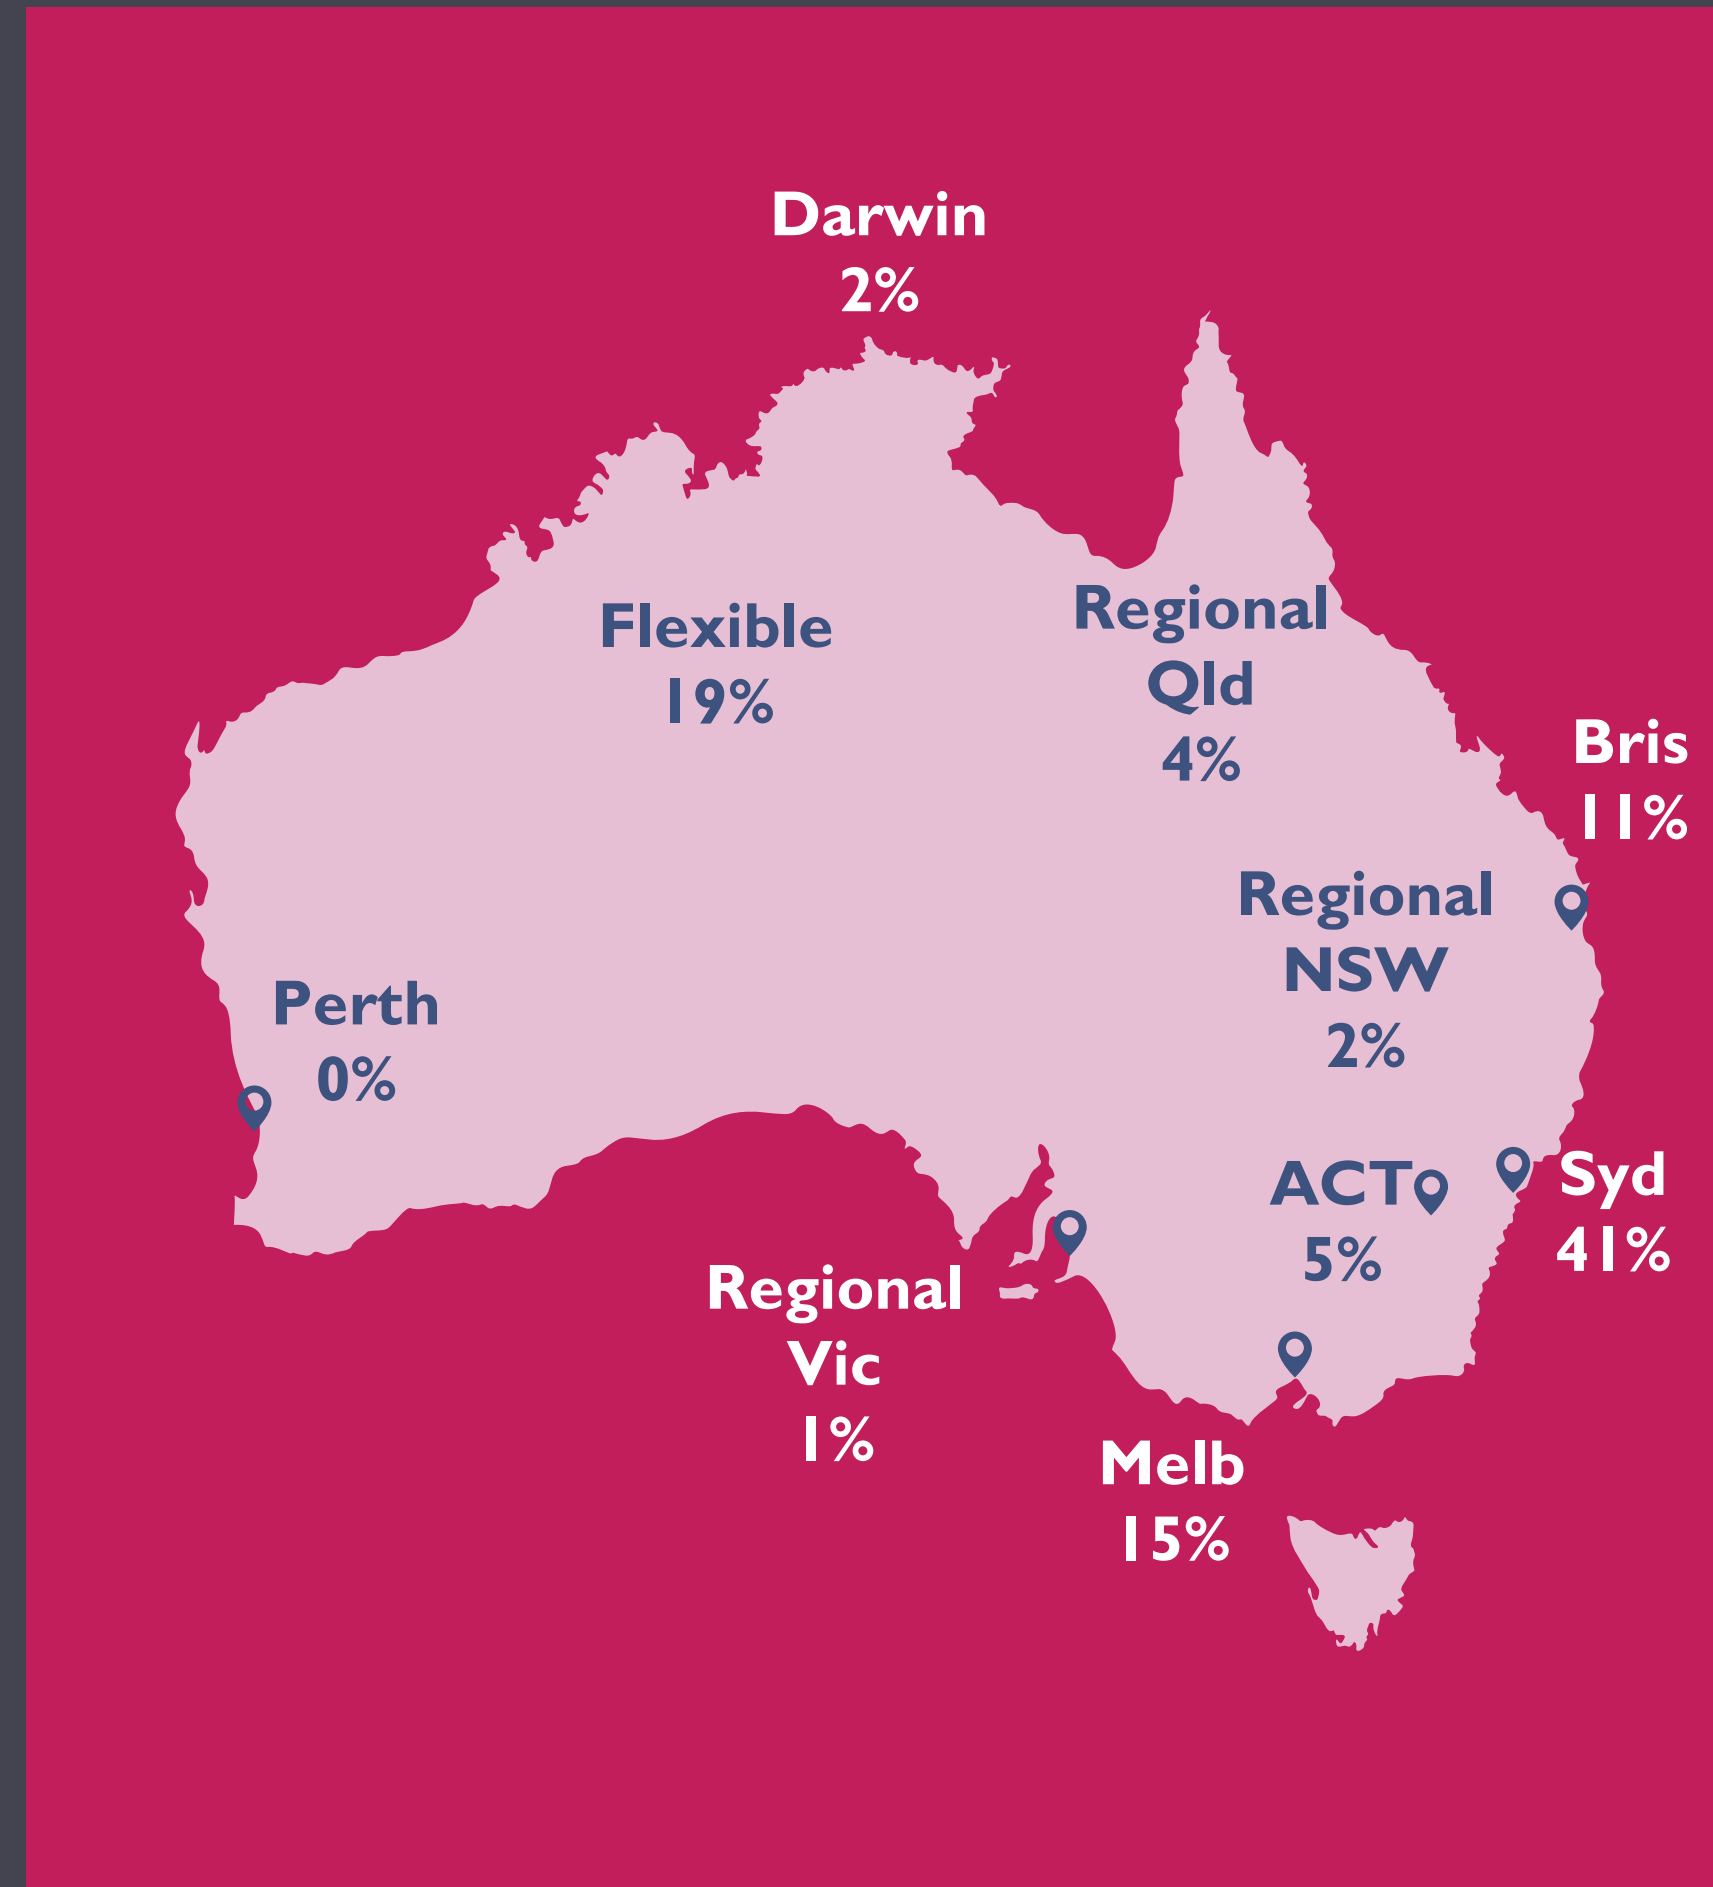 Darwin
2%
Flexible
19%
Regional
Qld
4%
Bris
11%
Regional
NSW
2%
Perth
0%
ACT
5%
Syd
41%
Regional
Vic
1%
Melb
15%